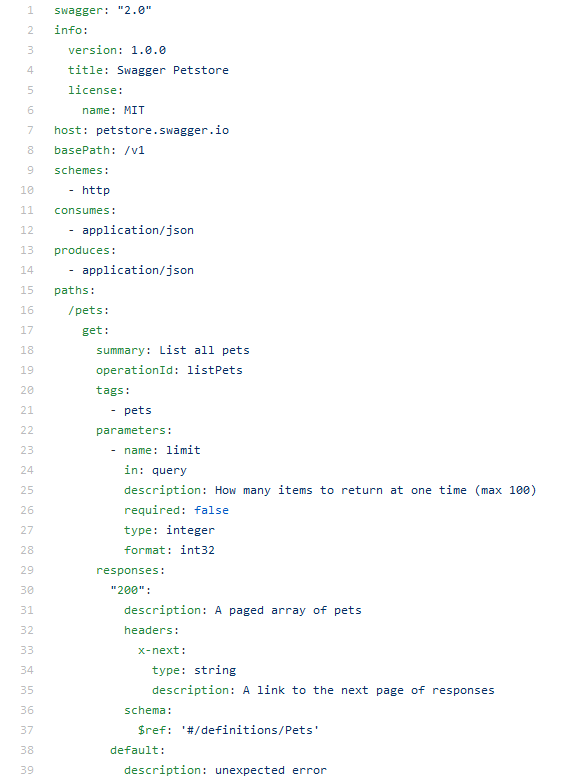 1 swagger: "2.0"
2 info:
3   version: 1.0.0
4   title: Swagger Petstore
5   license:
6     name: MIT
7 host: petstore.swagger.io
8 basePath: /v1
9 schemes:
10   - http
11 consumes:
12   - application/json
13 produces:
14   - application/json
15 paths:
16   /pets:
17     get:
18       summary: List all pets
19       operationId: listPets
20       tags:
21         - pets
22       parameters:
23         - name: limit
24           in: query
25           description: How many items to return at one time (max 100)
26           required: false
27           type: integer
28           format: int32
29       responses:
30         "200":
31           description: A paged array of pets
32           headers:
33             x-next:
34               type: string
35               description: A link to the next page of responses
36           schema:
37             $ref: '#/definitions/Pets'
38         default:
39           description: unexpected error